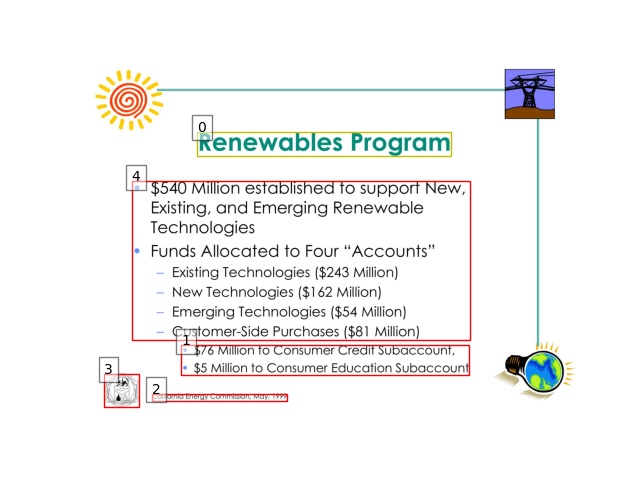 0
Renewables Program
4
• $540 Million established to support New,
Existing, and Emerging Renewable
Technologies
• Funds Allocated to Four “Accounts”
– Existing Technologies ($243 Million)
– New Technologies ($162 Million)
– Emerging Technologies ($54 Million)
– Customer-Side Purchases ($81 Million)
1
• $76 Million to Consumer Credit Subaccount,
• $5 Million to Consumer Education Subaccount
3
2
California Energy Commission, May, 1999